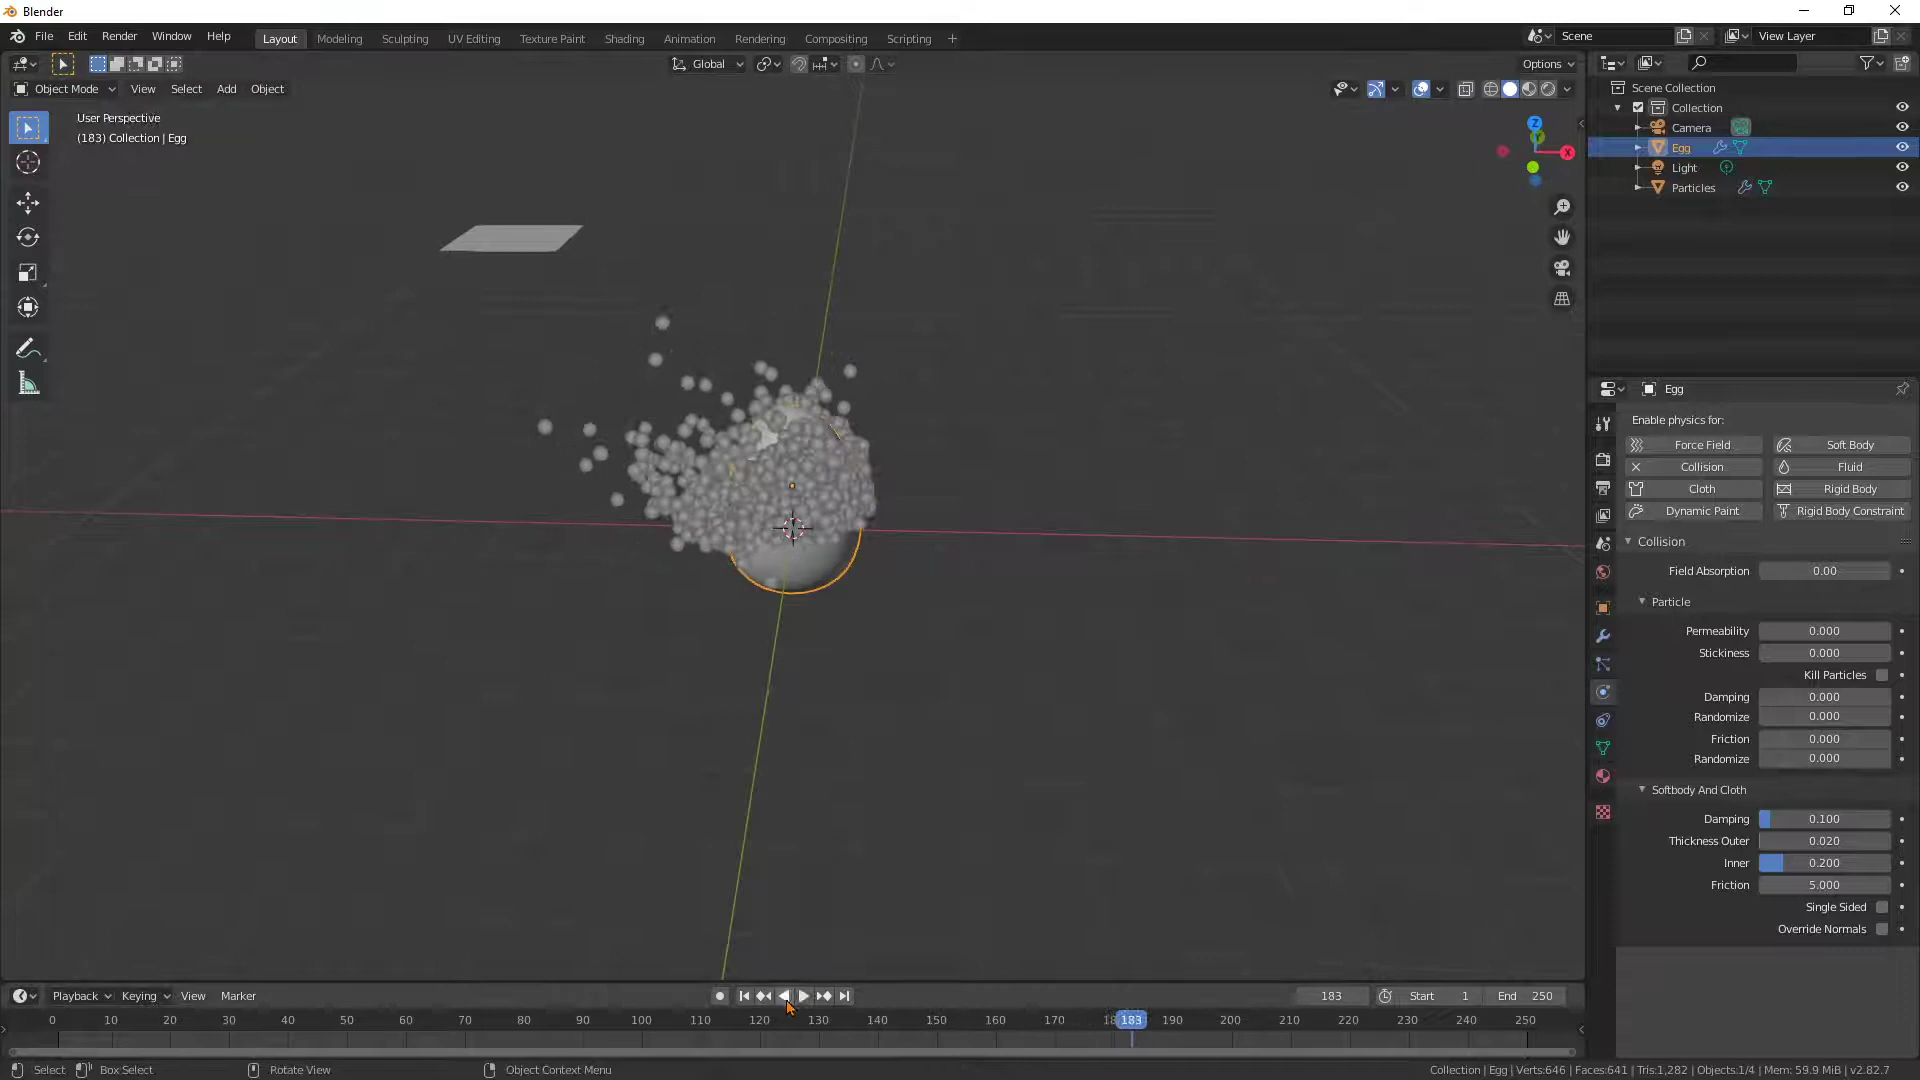 Blender
File Edit Render Window Help
Layout Modeling Sculpting UV Editing Texture Paint Shading Animation Rendering Compositing Scripting
Scene
View Layer
Global
Options
Object Mode View Select Add Object
User Perspective
(183) Collection | Egg
Z
Y
X
Scene Collection
Collection
Camera
Egg
Light
Particles
Egg
Enable physics for:
Force Field Soft Body
Collision Fluid
Cloth Rigid Body
Dynamic Paint Rigid Body Constraint
Collision
Field Absorption 0.00
Particle
Permeability 0.000
Stickiness 0.000
Kill Particles
Damping 0.000
Randomize 0.000
Friction 0.000
Randomize 0.000
Softbody And Cloth
Damping 0.100
Thickness Outer 0.020
Inner 0.200
Friction 5.000
Single Sided
Override Normals
Playback Keying View Marker
183 Start 1 End 250
0 10 20 30 40 50 60 70 80 90 100 110 120 130 140 150 160 170 183 190 200 210 220 230 240 250
Select Box Select Rotate View Object Context Menu
Collection | Egg | Verts:646 | Faces:641 | Tris:1,282 | Objects:1/4 | Mem: 59.9 MiB | v2.82.7